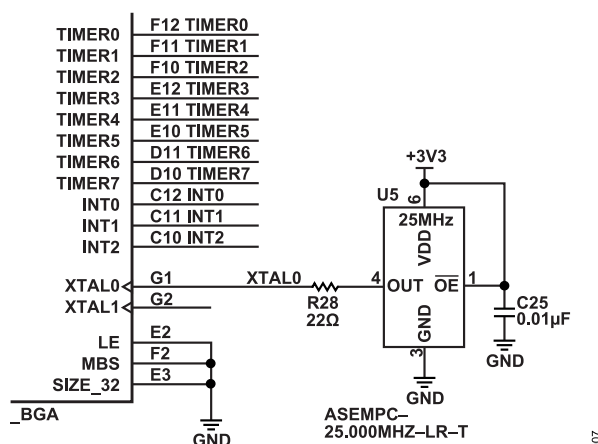 TIMER0 F12 TIMER0
TIMER1 F11 TIMER1
TIMER2 F10 TIMER2
TIMER3 E12 TIMER3
TIMER4 E11 TIMER4
TIMER5 E10 TIMER5
TIMER6 D11 TIMER6
TIMER7 D10 TIMER7
INT0 C12 INT0
INT1 C11 INT1
INT2 C10 INT2
XTAL0 G1 XTAL0
XTAL1 G2
LE E2
MBS F2
SIZE_32 E3
_BGA
GND
R28
22Ω
+3V3
U5
6
25MHz
VDD
4 OUT OE 1
GND
3
GND
C25
0.01µF
GND
ASEMPC–
25.000MHZ–LR–T
07